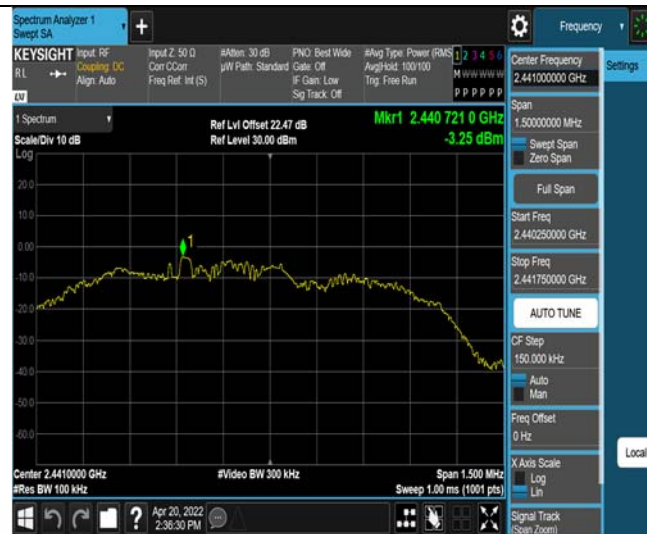 Spectrum Analyzer 1
Swept SA
Frequency
KEYSIGHT
Input: RF
Coupling: DC
Align: Auto
Input Z: 50 Ω
Corr CCorr
Freq Ref: Int (S)
#Atten: 30 dB
µW Path: Standard
PNO: Best Wide
Gate: Off
IF Gain: Low
Sig Track: Off
#Avg Type: Power (RMS
Avg|Hold: 100/100
Trig: Free Run
1 2 3 4 5 6
M W W W W W
P P P P P P
R L
LXI
Settings
1 Spectrum
Scale/Div 10 dB
Ref Lvl Offset 22.47 dB
Ref Level 30.00 dBm
Mkr1 2.440 721 0 GHz
-3.25 dBm
Log
20.0
10.0
0.00
-10.0
-20.0
-30.0
-40.0
-50.0
-60.0
1
Center 2.4410000 GHz
#Res BW 100 kHz
#Video BW 300 kHz
Span 1.500 MHz
Sweep 1.00 ms (1001 pts)
Apr 20, 2022
2:36:30 PM
Center Frequency
2.441000000 GHz
Span
1.50000000 MHz
Swept Span
Zero Span
Full Span
Start Freq
2.440250000 GHz
Stop Freq
2.441750000 GHz
AUTO TUNE
CF Step
150.000 kHz
Auto
Man
Freq Offset
0 Hz
X Axis Scale
Log
Lin
Signal Track
(Span Zoom)
Local